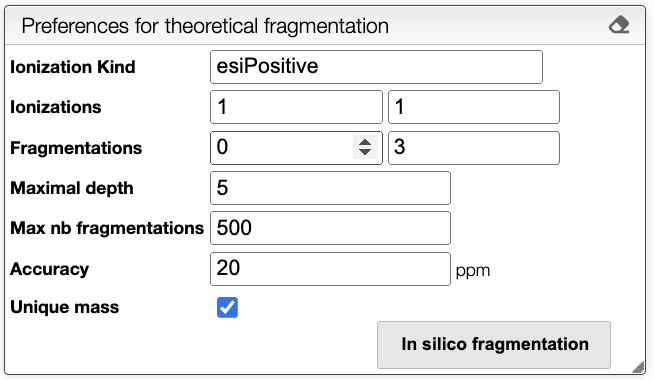 Preferences for theoretical fragmentation
Ionization Kind esiPositive
Ionizations 1 1
Fragmentations 0 3
Maximal depth 5
Max nb fragmentations 500
Accuracy 20 ppm
Unique mass
In silico fragmentation